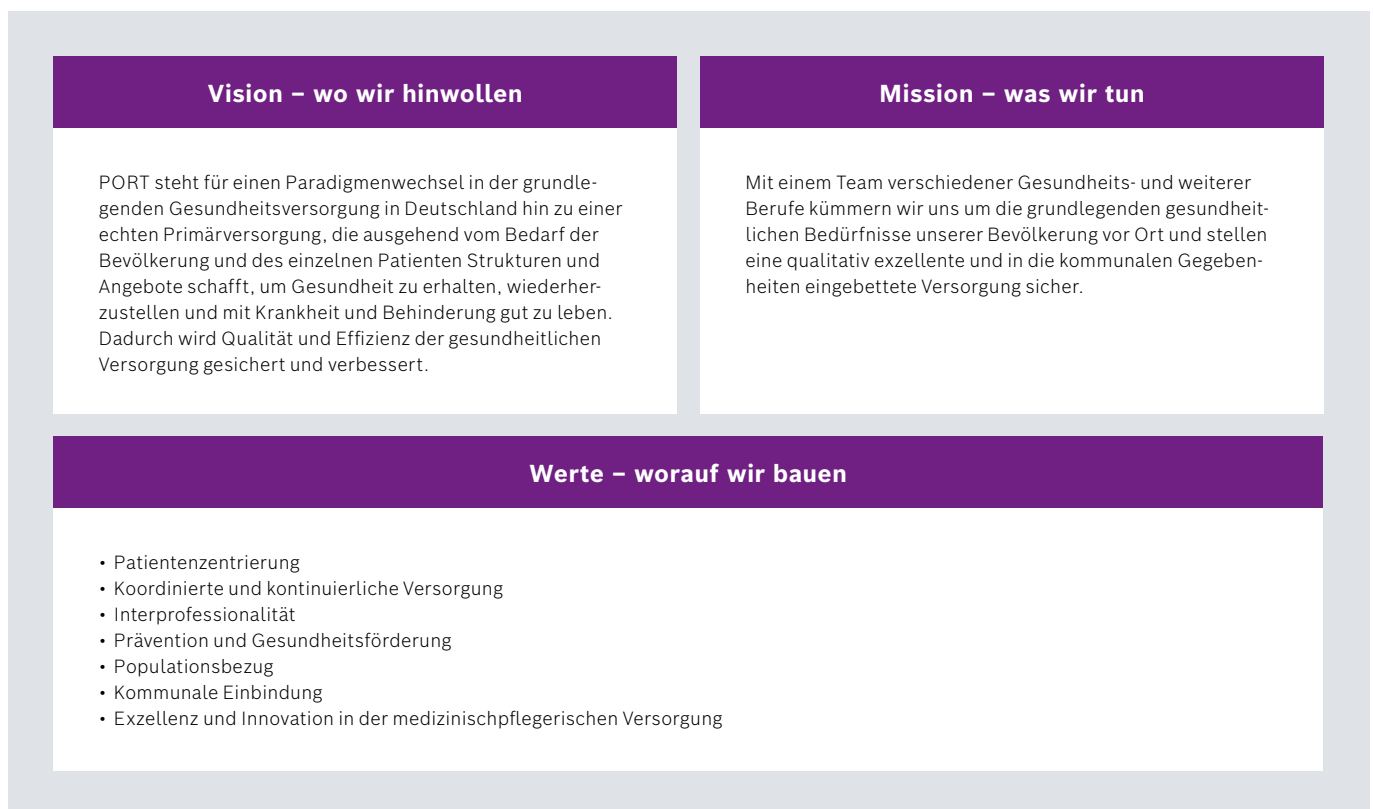 Vision – wo wir hinwollen
PORT steht für einen Paradigmenwechsel in der grundle-
genden Gesundheitsversorgung in Deutschland hin zu einer
echten Primärversorgung, die ausgehend vom Bedarf der
Bevölkerung und des einzelnen Patienten Strukturen und
Angebote schafft, um Gesundheit zu erhalten, wiederher-
zustellen und mit Krankheit und Behinderung gut zu leben.
Dadurch wird Qualität und Effizienz der gesundheitlichen
Versorgung gesichert und verbessert.
Mission – was wir tun
Mit einem Team verschiedener Gesundheits- und weiterer
Berufe kümmern wir uns um die grundlegenden gesundheit-
lichen Bedürfnisse unserer Bevölkerung vor Ort und stellen
eine qualitativ exzellente und in die kommunalen Gegeben-
heiten eingebettete Versorgung sicher.
Werte – worauf wir bauen
• Patientenzentrierung
• Koordinierte und kontinuierliche Versorgung
• Interprofessionalität
• Prävention und Gesundheitsförderung
• Populationsbezug
• Kommunale Einbindung
• Exzellenz und Innovation in der medizinischpflegerischen Versorgung